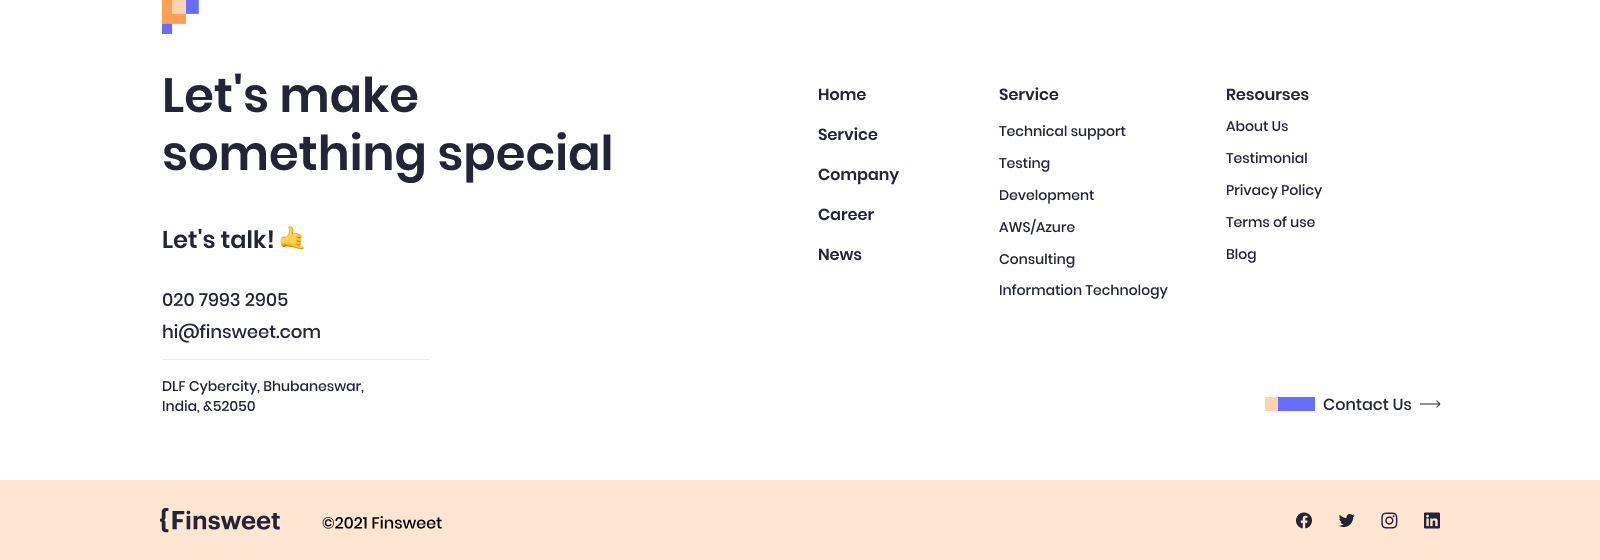 Let's make
something special
Let's talk! 🤙
020 7993 2905
hi@finsweet.com
DLF Cybercity, Bhubaneswar,
India, &52050
Home
Service
Company
Career
News
Service
Technical support
Testing
Development
AWS/Azure
Consulting
Information Technology
Resourses
About Us
Testimonial
Privacy Policy
Terms of use
Blog
Contact Us
{Finsweet
©2021 Finsweet